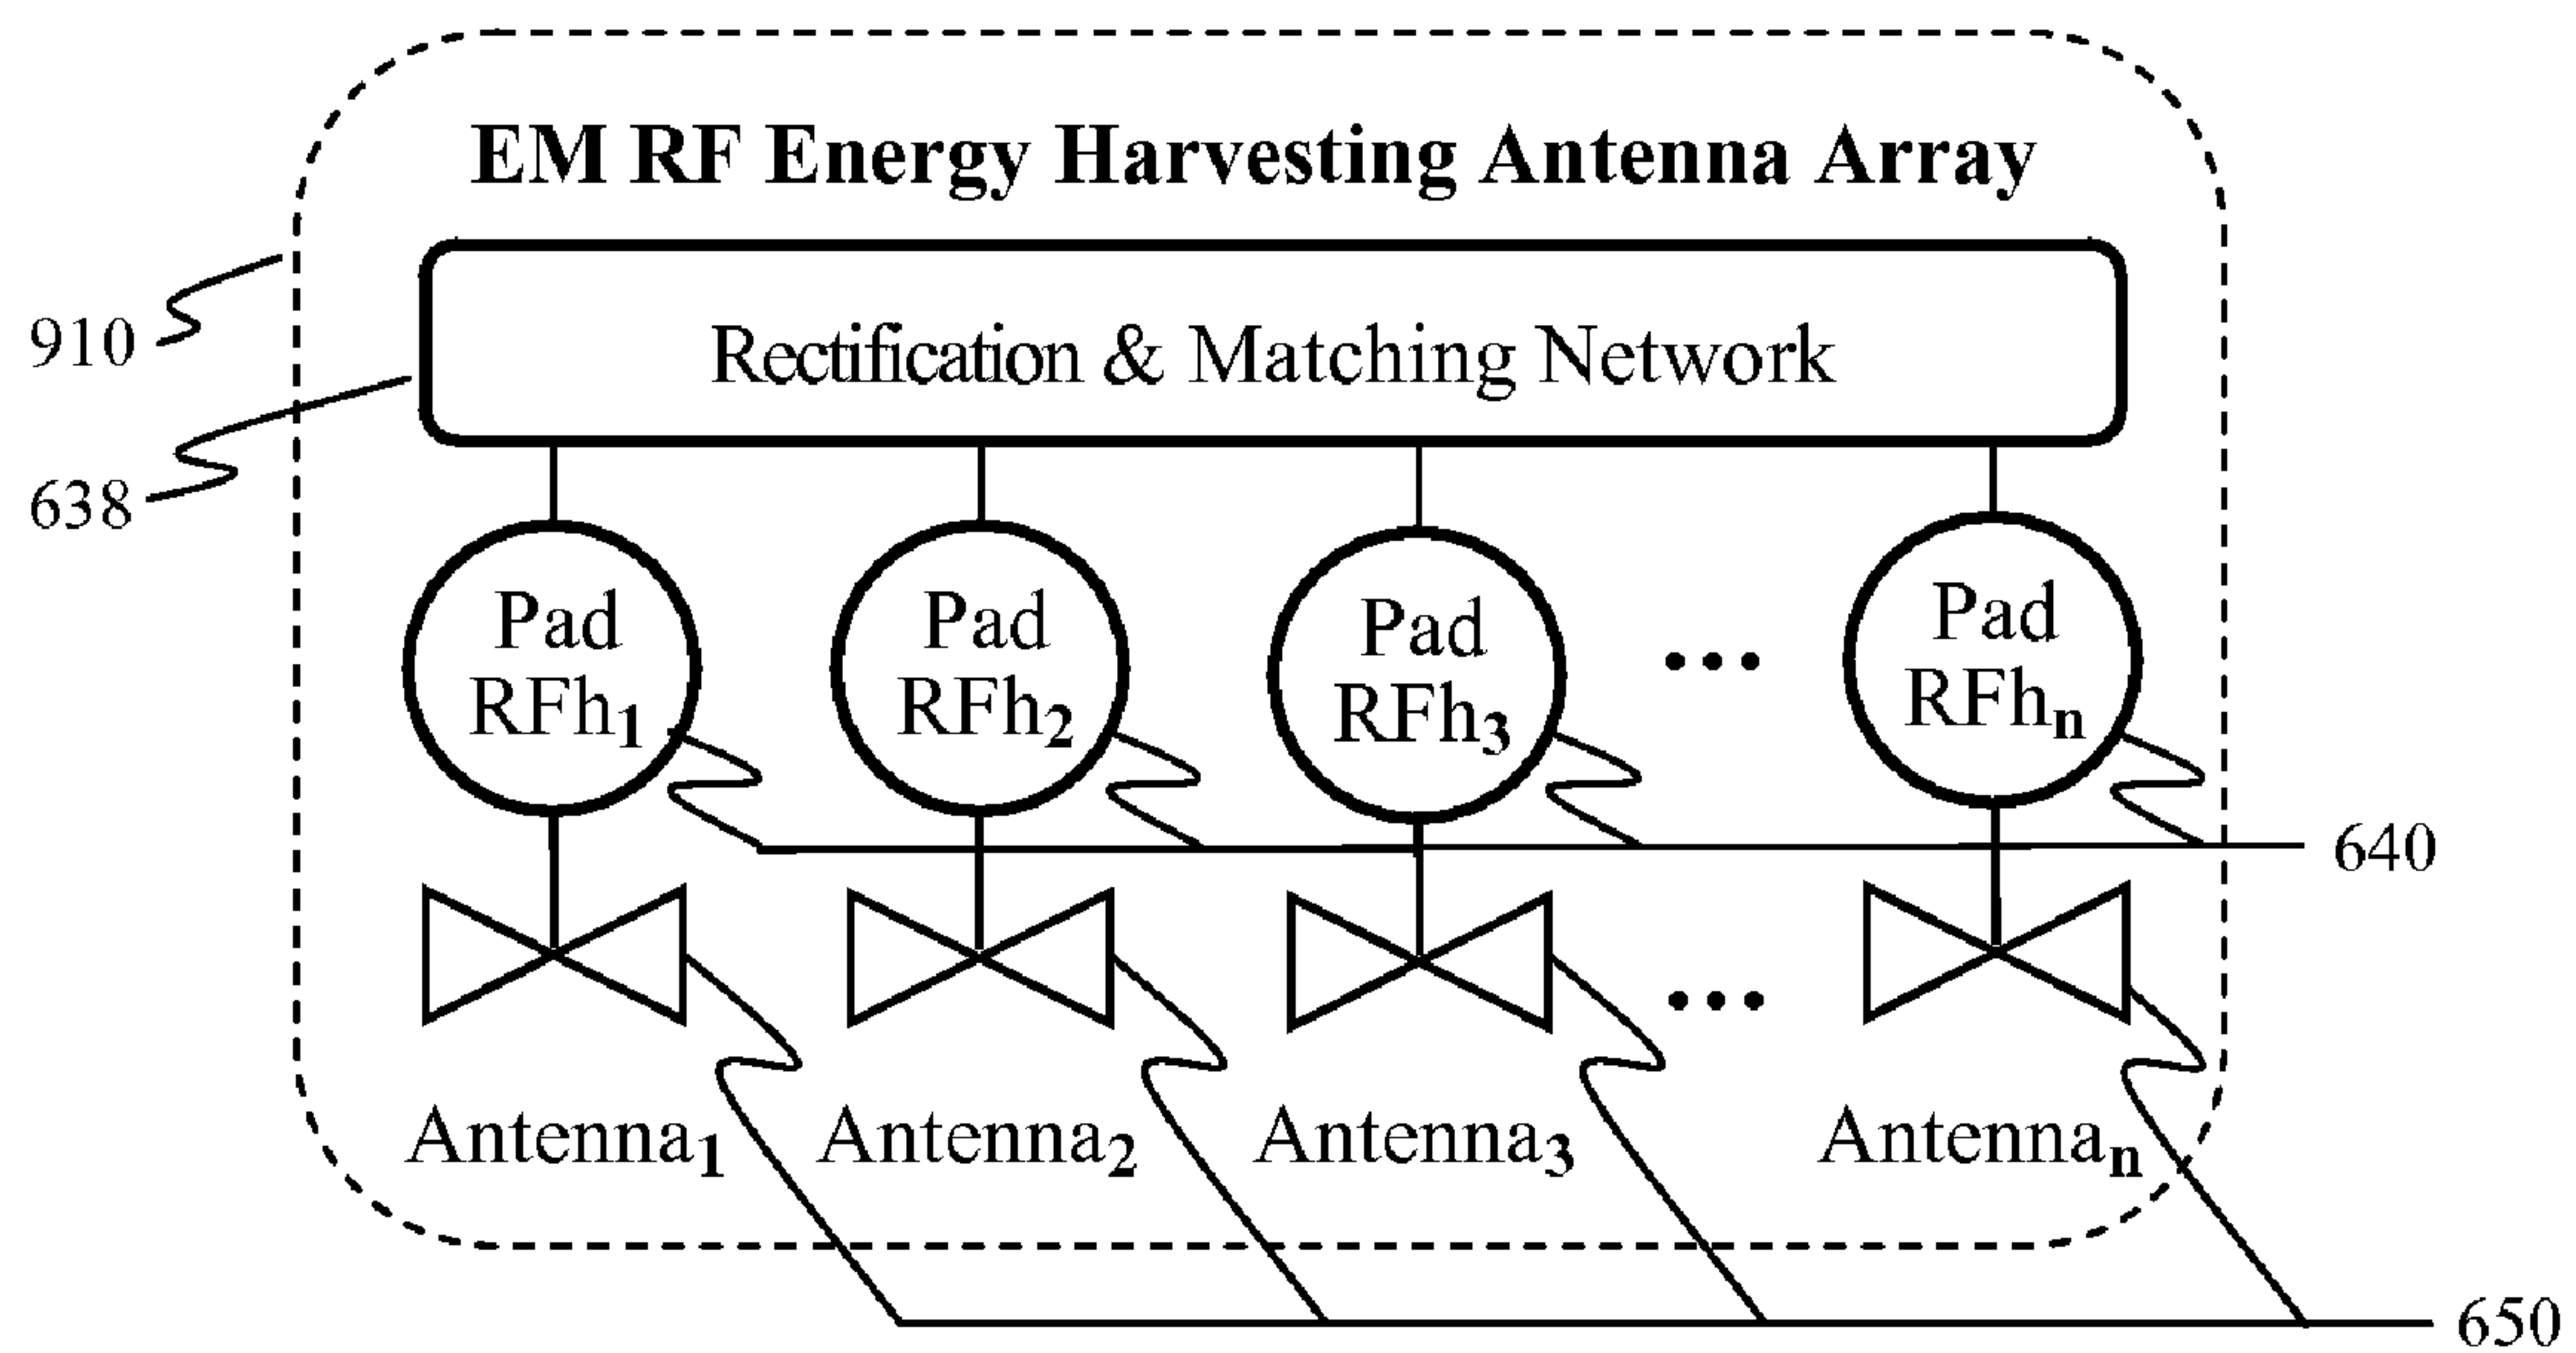 EM RF Energy Harvesting Antenna Array
Rectification & Matching Network
910
638
Pad
RFh1
Pad
RFh2
Pad
RFh3
...
Pad
RFhn
640
...
Antenna1
Antenna2
Antenna3
Antennan
650